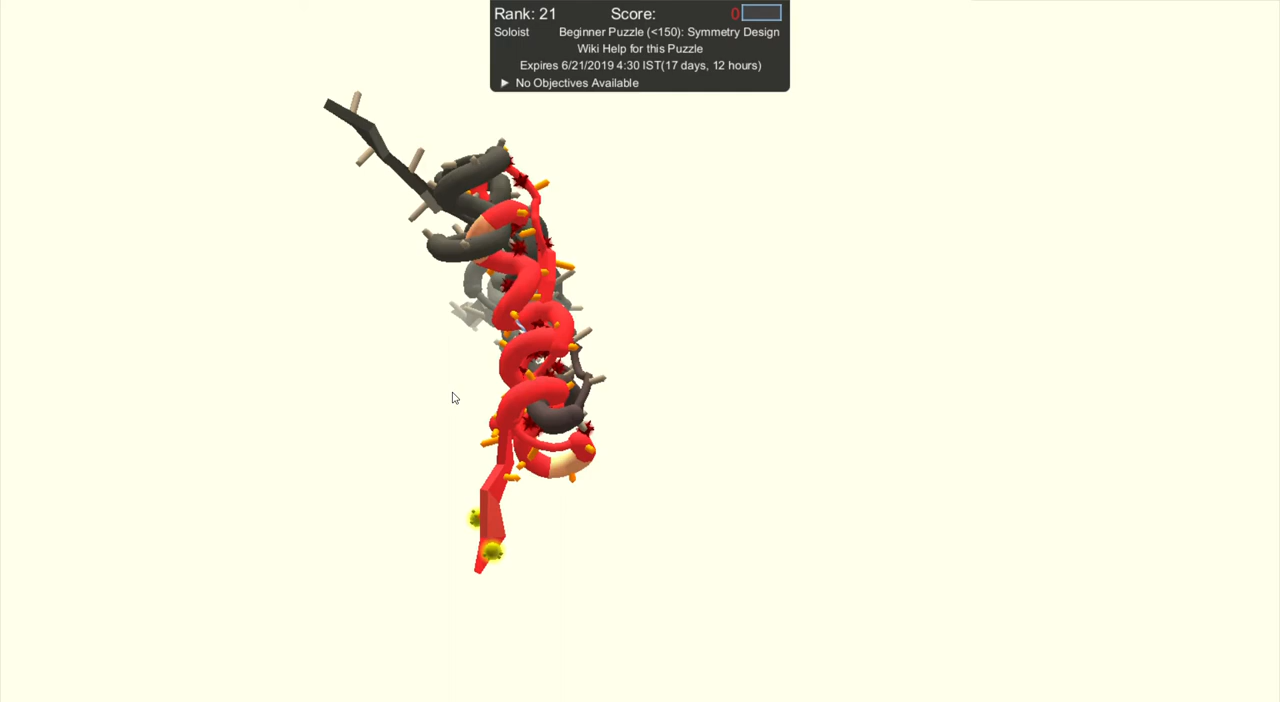 Rank: 21 Score: 0
Soloist Beginner Puzzle (<150): Symmetry Design
Wiki Help for this Puzzle
Expires 6/21/2019 4:30 IST(17 days, 12 hours)
No Objectives Available